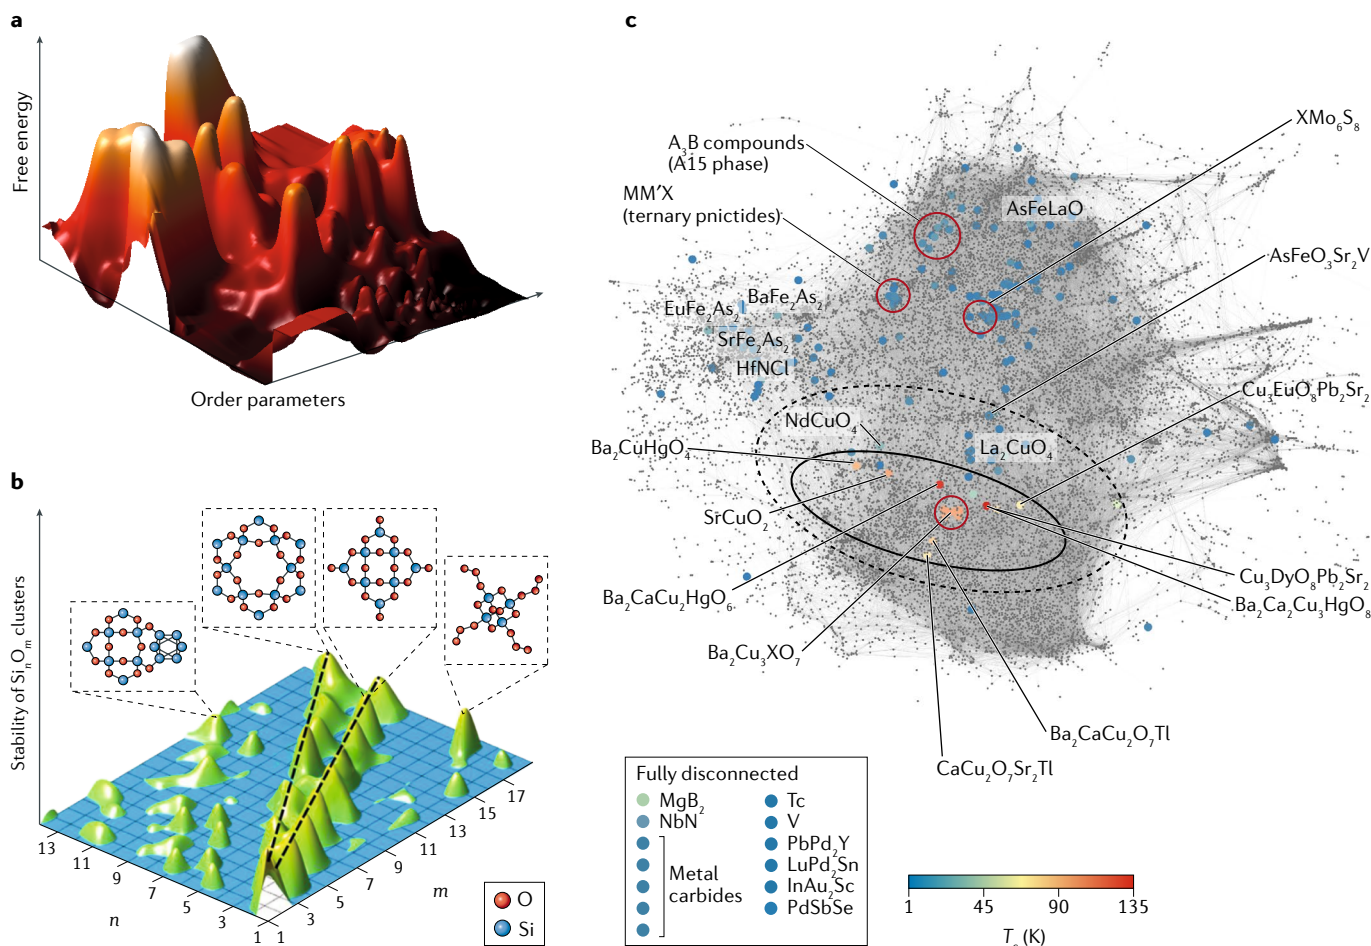 a
Free energy
Order parameters
b
Stability of SiₙOₘ clusters
13
11
9
7
5
3
1
n
1
3
5
7
9
11
13
15
17
m
O
Si
c
A₃B compounds
(A15 phase)
MM′X
(ternary pnictides)
XMo₆S₈
AsFeLaO
AsFeO₃Sr₂V
EuFe₂As₂
BaFe₂As₂
SrFe₂As₂
HfNCl
Cu₃EuO₈Pb₂Sr₂
NdCuO₄
Ba₂CuHgO₄
La₂CuO₄
SrCuO₂
Ba₂CaCu₂HgO₆
Cu₃DyO₈Pb₂Sr₂
Ba₂Ca₂Cu₃HgO₈
Ba₂Cu₃XO₇
Ba₂CaCu₂O₇Tl
CaCu₂O₇Sr₂Tl
Fully disconnected
MgB₂
NbN
Metal
carbides
Tc
V
PbPd₂Y
LuPd₂Sn
InAu₂Sc
PdSbSe
1 45 90 135
T꜀ (K)